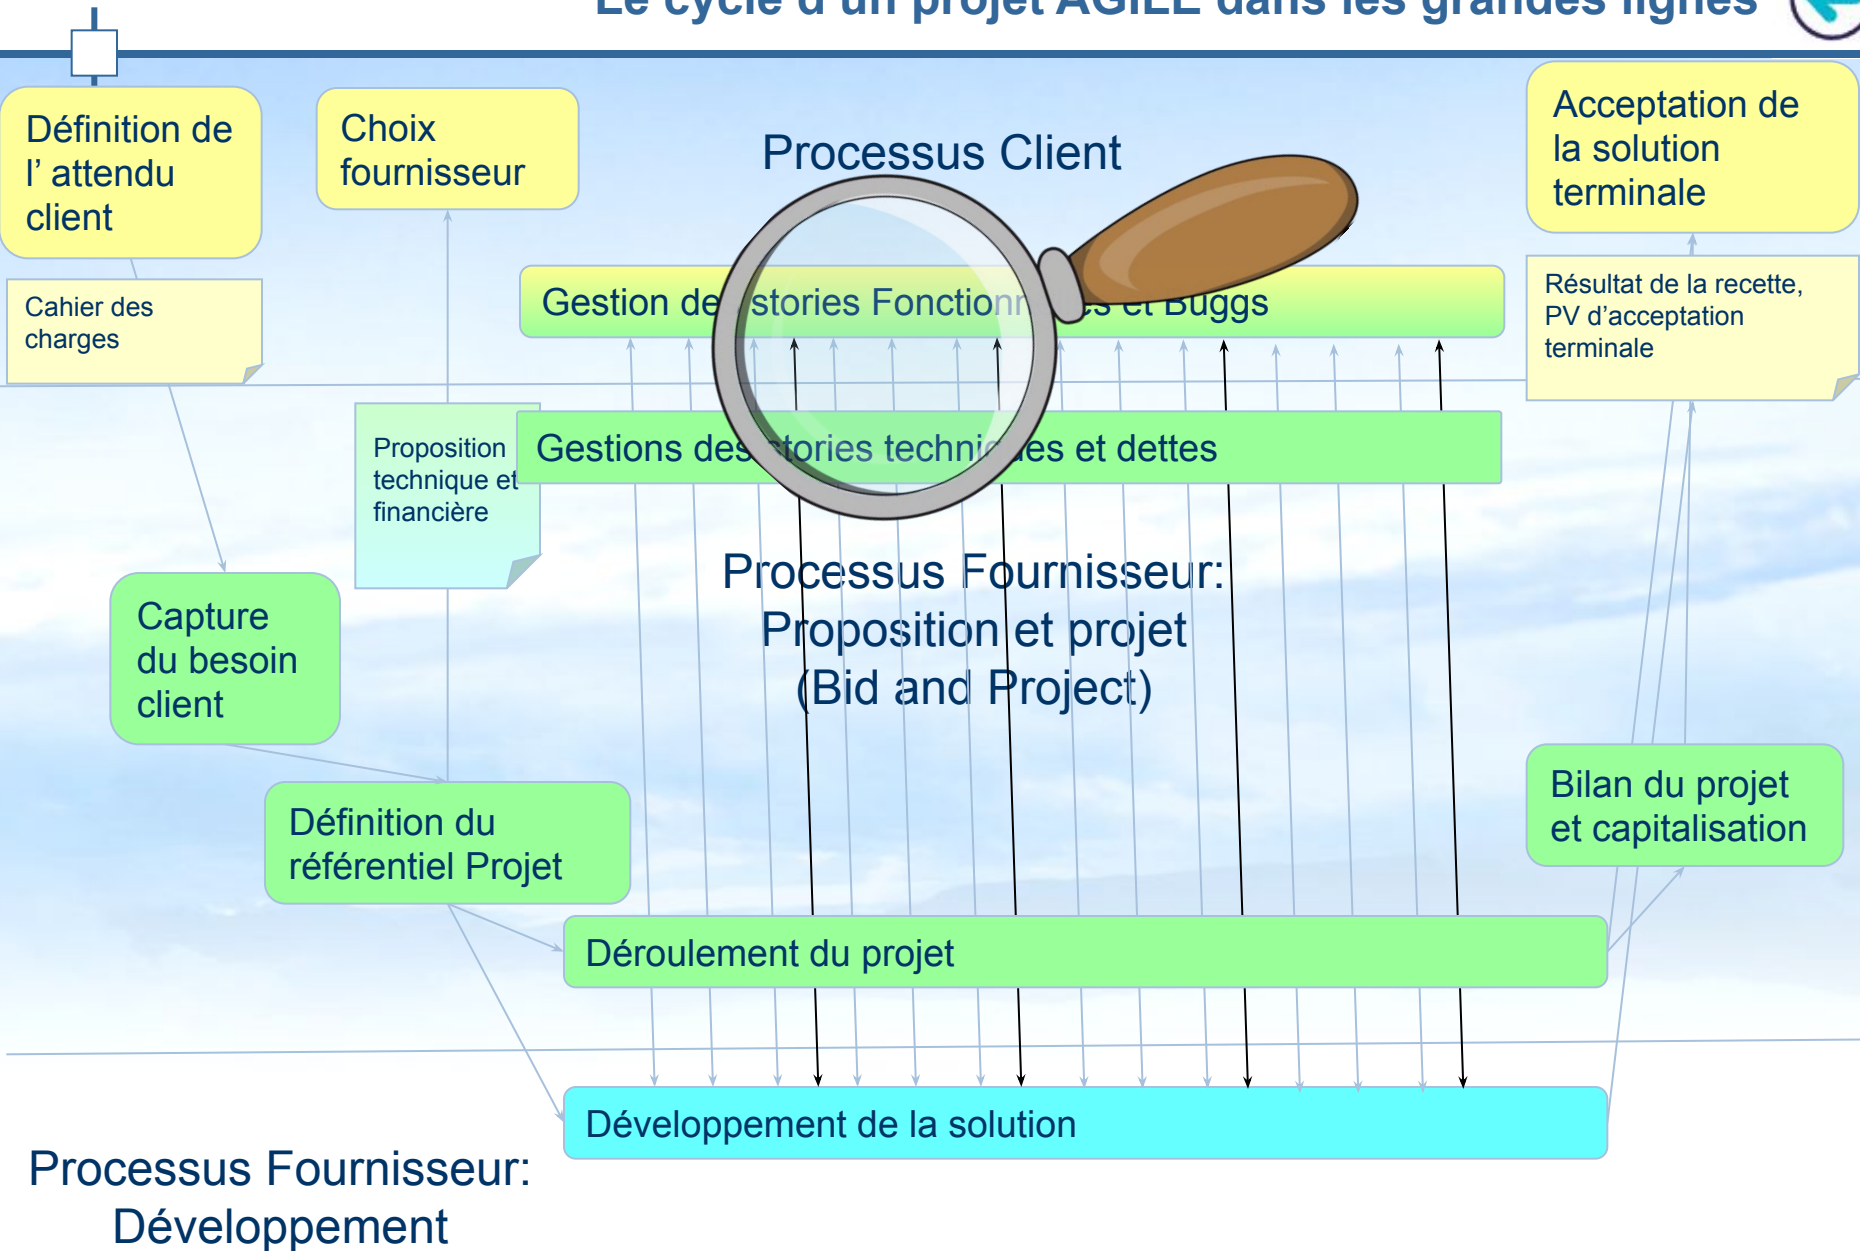 Le cycle d'un projet AGILE dans les grandes lignes
Définition de
l' attendu
client
Choix
fournisseur
Processus Client
Acceptation de
la solution
terminale
Cahier des
charges
Gestion de stories Fonctionn es et Buggs
Résultat de la recette,
PV d'acceptation
terminale
Proposition
technique et
financière
Gestions des stories techniques et dettes
Processus Fournisseur:
Proposition et projet
(Bid and Project)
Capture
du besoin
client
Définition du
référentiel Projet
Bilan du projet
et capitalisation
Déroulement du projet
Développement de la solution
Processus Fournisseur:
Développement